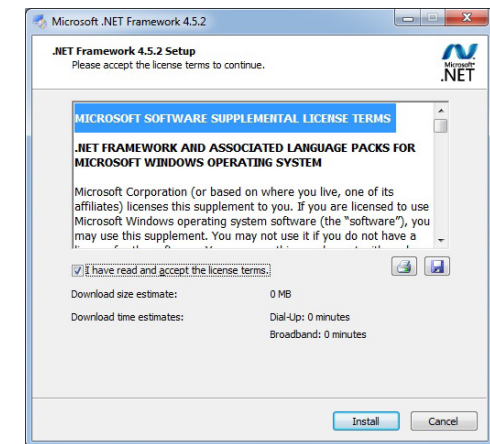 Microsoft .NET Framework 4.5.2
.NET Framework 4.5.2 Setup
Please accept the license terms to continue.
Microsoft®
.NET
MICROSOFT SOFTWARE SUPPLEMENTAL LICENSE TERMS
.NET FRAMEWORK AND ASSOCIATED LANGUAGE PACKS FOR
MICROSOFT WINDOWS OPERATING SYSTEM
Microsoft Corporation (or based on where you live, one of its
affiliates) licenses this supplement to you. If you are licensed to use
Microsoft Windows operating system software (the “software”), you
may use this supplement. You may not use it if you do not have a
I have read and accept the license terms.
Download size estimate: 0 MB
Download time estimates: Dial-Up: 0 minutes
Broadband: 0 minutes
Install Cancel